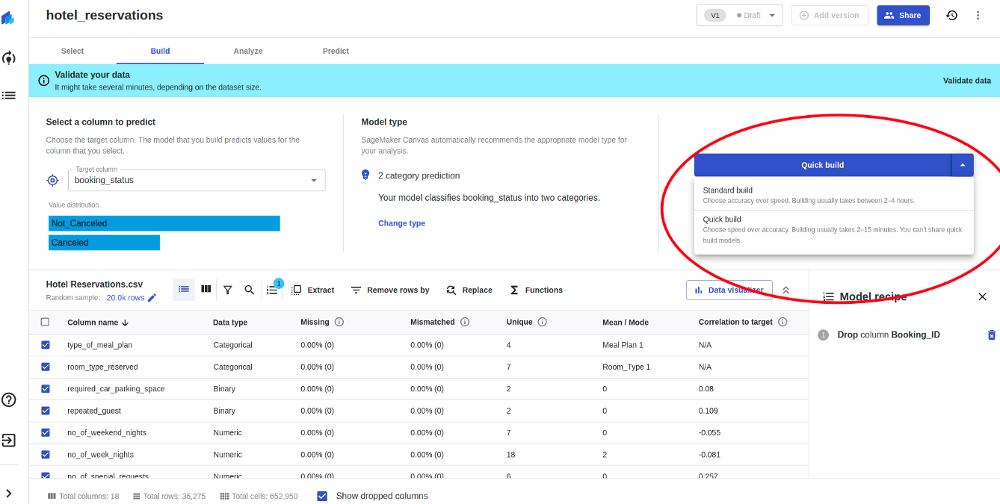 hotel_reservations
V1 Draft Add version Share
Select Build Analyze Predict
Validate your data
It might take several minutes, depending on the dataset size.
Validate data
Select a column to predict
Choose the target column. The model that you build predicts values for the
column that you select.
Target column
booking_status
Value distribution
Not_Canceled
Canceled
Model type
SageMaker Canvas automatically recommends the appropriate model type for
your analysis.
2 category prediction
Your model classifies booking_status into two categories.
Change type
Quick build
Standard build
Choose accuracy over speed. Building usually takes between 2–4 hours.
Quick build
Choose speed over accuracy. Building usually takes 2–15 minutes. You can't share quick
build models.
Hotel Reservations.csv
Random sample: 20.0k rows
1
Extract Remove rows by Replace Functions
Data visualizer
Model recipe
1 Drop column Booking_ID
Column name Data type Missing Mismatched Unique Mean / Mode Correlation to target
type_of_meal_plan Categorical 0.00% (0) 0.00% (0) 4 Meal Plan 1 N/A
room_type_reserved Categorical 0.00% (0) 0.00% (0) 7 Room_Type 1 N/A
required_car_parking_space Binary 0.00% (0) 0.00% (0) 2 0 0.08
repeated_guest Binary 0.00% (0) 0.00% (0) 2 0 0.109
no_of_weekend_nights Numeric 0.00% (0) 0.00% (0) 7 0 -0.055
no_of_week_nights Numeric 0.00% (0) 0.00% (0) 18 2 -0.081
no_of_special_requests Numeric 0.00% (0) 0.00% (0) 6 0 0.257
Total columns: 18 Total rows: 36,275 Total cells: 652,950 Show dropped columns